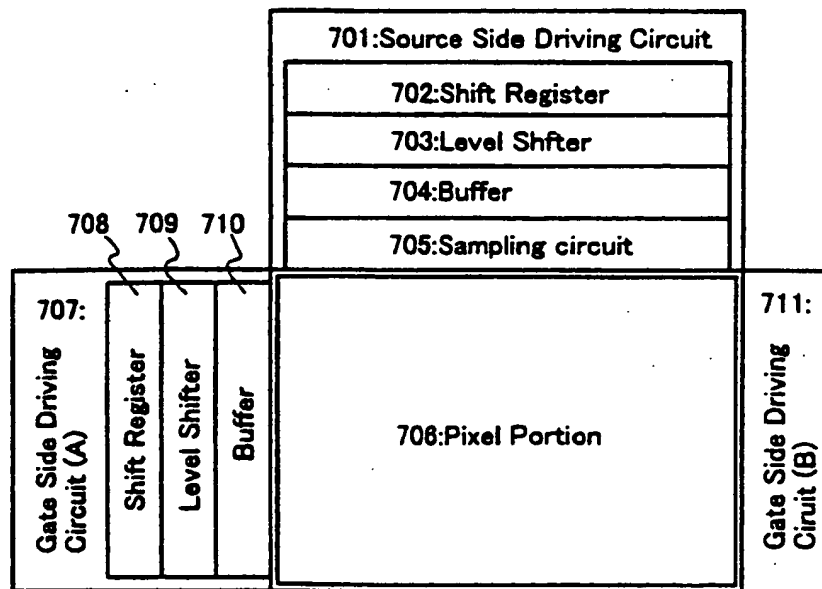 701:Source Side Driving Circuit
702:Shift Register
703:Level Shfter
704:Buffer
705:Sampling circuit
708 709 710
707:
Gate Side Driving
Circuit (A)
Shift Register
Level Shifter
Buffer
706:Pixel Portion
711:
Gate Side Driving
Ciruit (B)